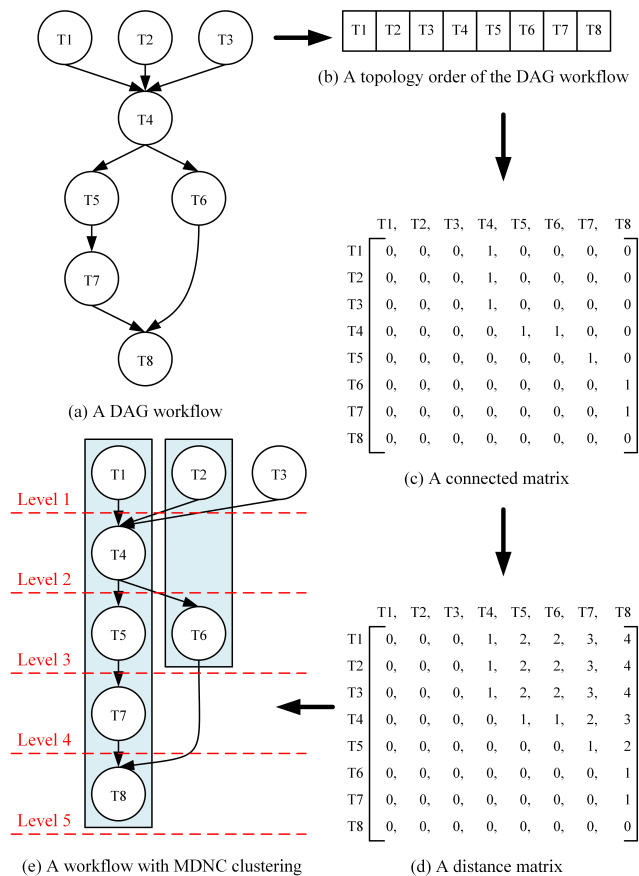 T1 T2 T3
T4
T5 T6
T7
T8
(a) A DAG workflow
T1 T2 T3 T4 T5 T6 T7 T8
(b) A topology order of the DAG workflow
T1, T2, T3, T4, T5, T6, T7, T8
T1 0, 0, 0, 1, 0, 0, 0, 0
T2 0, 0, 0, 1, 0, 0, 0, 0
T3 0, 0, 0, 1, 0, 0, 0, 0
T4 0, 0, 0, 0, 1, 1, 0, 0
T5 0, 0, 0, 0, 0, 0, 1, 0
T6 0, 0, 0, 0, 0, 0, 0, 1
T7 0, 0, 0, 0, 0, 0, 0, 1
T8 0, 0, 0, 0, 0, 0, 0, 0
(c) A connected matrix
T1, T2, T3, T4, T5, T6, T7, T8
T1 0, 0, 0, 1, 2, 2, 3, 4
T2 0, 0, 0, 1, 2, 2, 3, 4
T3 0, 0, 0, 1, 2, 2, 3, 4
T4 0, 0, 0, 0, 1, 1, 2, 3
T5 0, 0, 0, 0, 0, 0, 1, 2
T6 0, 0, 0, 0, 0, 0, 0, 1
T7 0, 0, 0, 0, 0, 0, 0, 1
T8 0, 0, 0, 0, 0, 0, 0, 0
(d) A distance matrix
T1 T2 T3
Level 1
T4
Level 2
T5 T6
Level 3
T7
Level 4
T8
Level 5
(e) A workflow with MDNC clustering